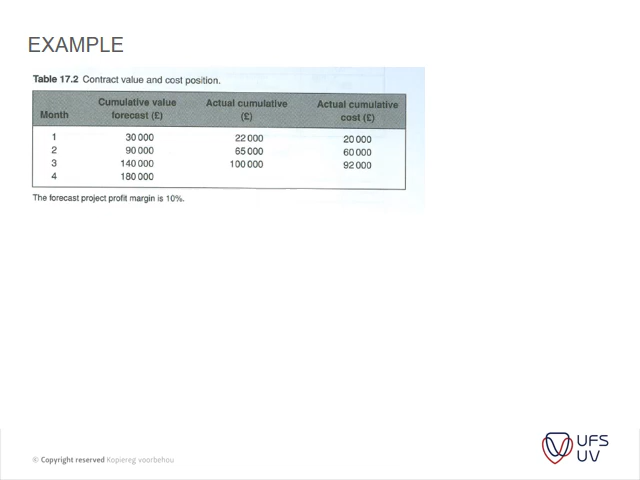 EXAMPLE
Table 17.2 Contract value and cost position.
Month Cumulative value forecast (£) Actual cumulative (£) Actual cumulative cost (£)
1 30 000 22 000 20 000
2 90 000 65 000 60 000
3 140 000 100 000 92 000
4 180 000
The forecast project profit margin is 10%.
© Copyright reserved Kopiereg voorbehou
UFS
UV